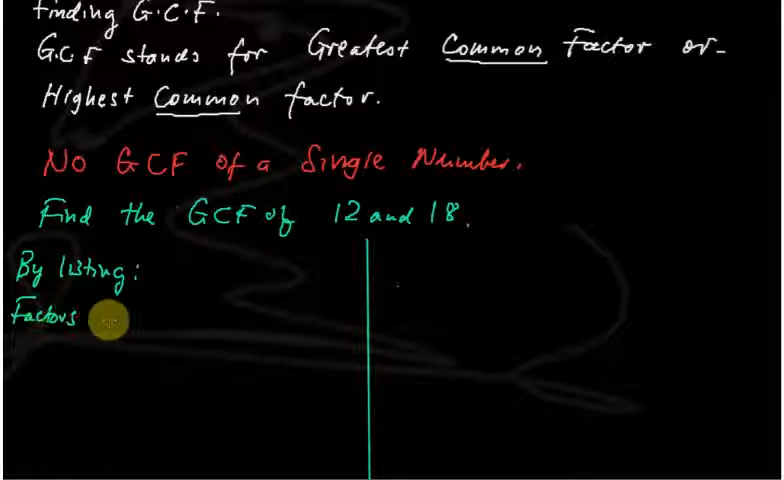 Finding G.C.F.
G.C F stands for Greatest Common Factor or
Highest Common factor.
No GCF of a Single Number.
Find the GCF of 12 and 18.
By listing:
Factors